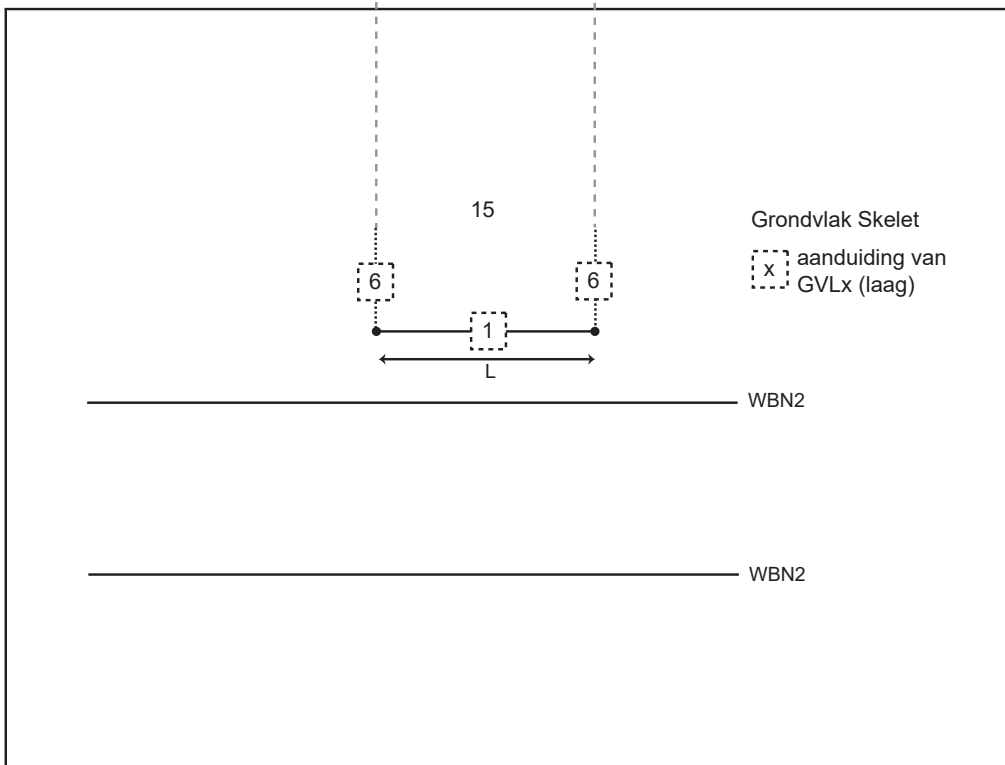 15
Grondvlak Skelet
x aanduiding van
GVLx (laag)
6 6
1
L
WBN2
WBN2